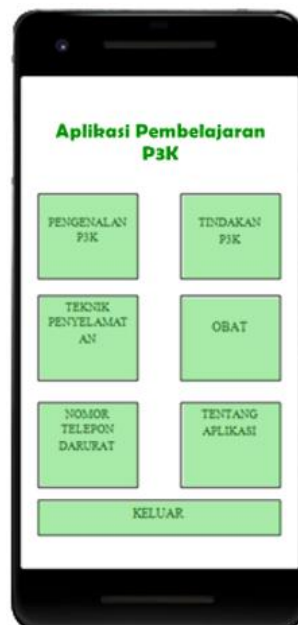 Aplikasi Pembelajaran
P3K
PENGENALAN
P3K
TINDAKAN
P3K
TEKNIK
PENYELAMAT
AN
OBAT
NOMOR
TELEPON
DARURAT
TENTANG
APLIKASI
KELUAR